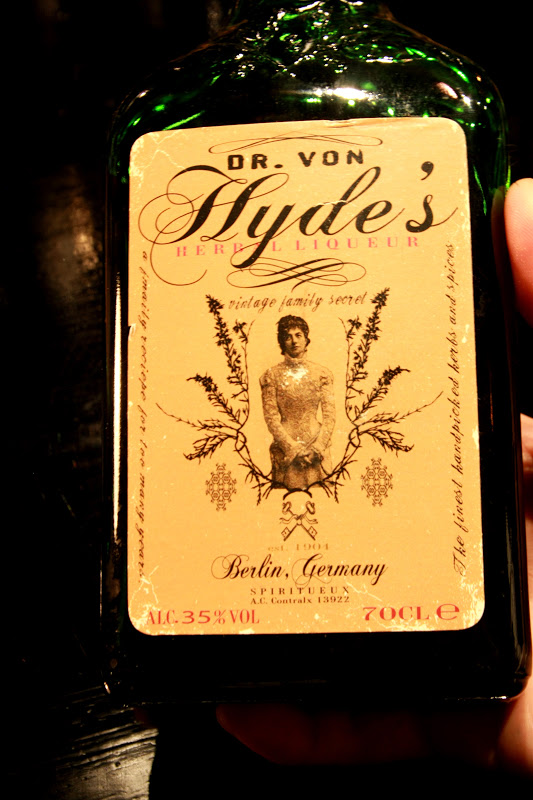 DR. VON
Hyde's
HERBAL LIQUEUR
vintage family secret
a family recipe for too many years
The finest handpicked herbs and spices
EST. 1904
Berlin, Germany
SPIRITUEUX
A.C. Contralx 13922
ALC. 35% VOL
70CL e